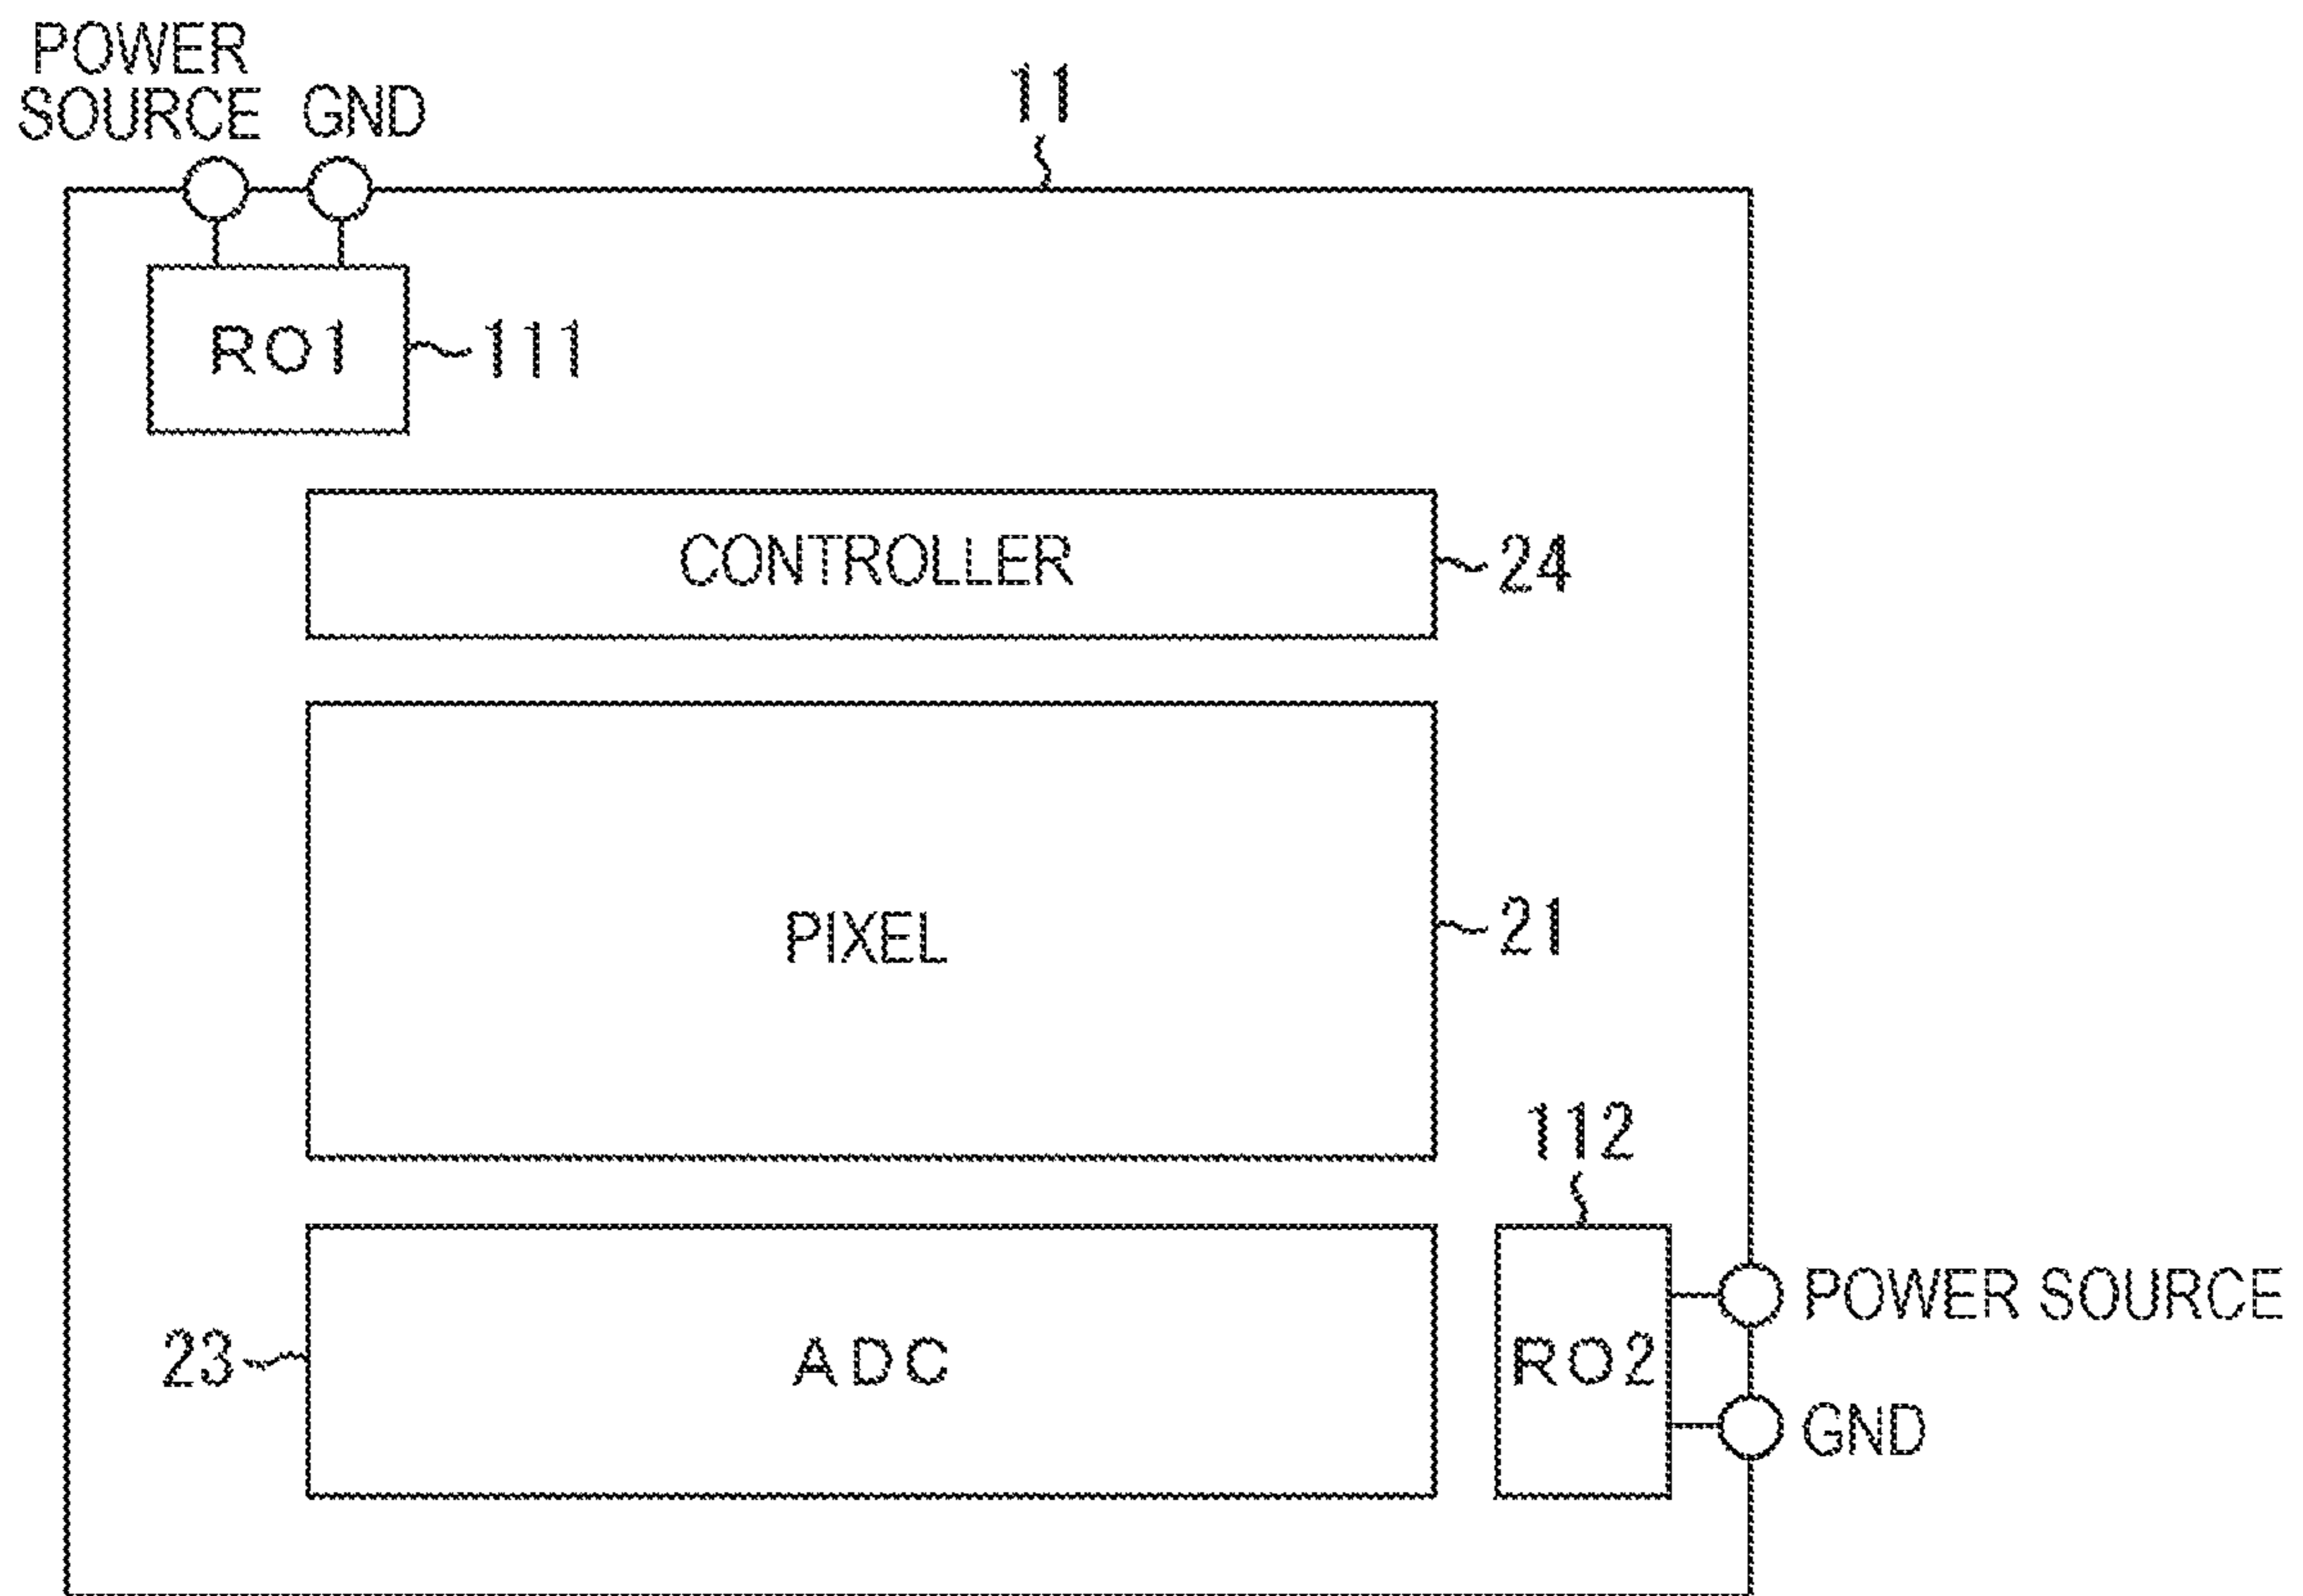 POWER
SOURCE GND
11
RO1
111
CONTROLLER
24
PIXEL
21
112
23
ADC
RO2
POWER SOURCE
GND